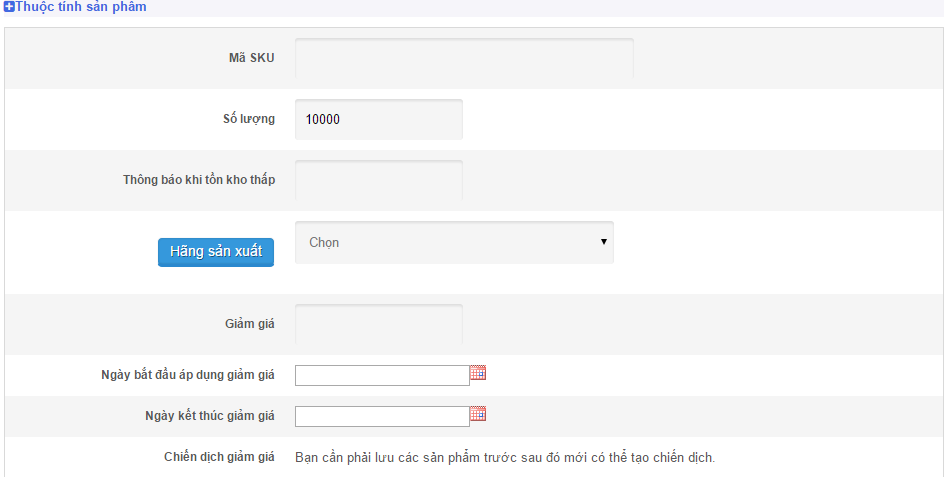 Thuộc tính sản phẩm
Mã SKU
Số lượng 10000
Thông báo khi tồn kho thấp
Hãng sản xuất Chọn
Giảm giá
Ngày bắt đầu áp dụng giảm giá
Ngày kết thúc giảm giá
Chiến dịch giảm giá Bạn cần phải lưu các sản phẩm trước sau đó mới có thể tạo chiến dịch.